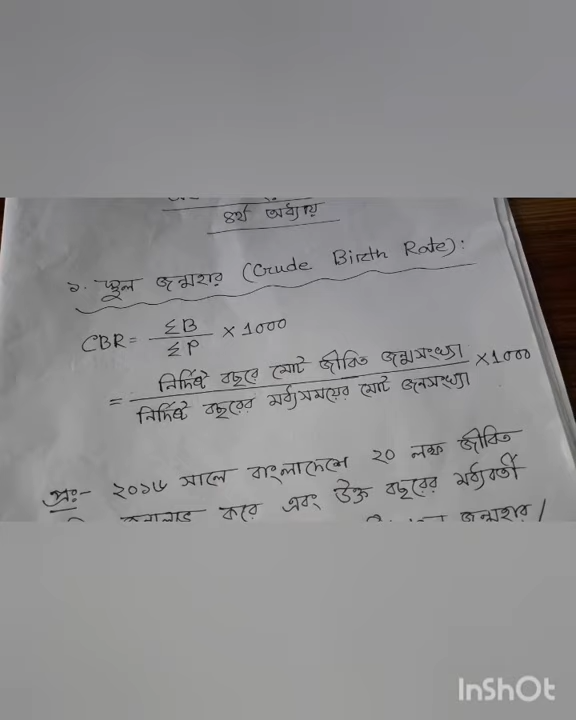 ৪র্থ অধ্যায়
১. স্থুল জন্মহার (Crude Birth Rate):
CBR = ΣB / ΣP × 1000
= নির্দিষ্ট বছরে মোট জীবিত জন্মসংখ্যা / নির্দিষ্ট বছরের মধ্যসময়ের মোট জনসংখ্যা × 1000
প্রঃ- ২০১৫ সালে বাংলাদেশে ২০ লক্ষ জীবিত
করে এবং উক্ত বছরের মধ্যবর্তী
জন্মহার
InShOt